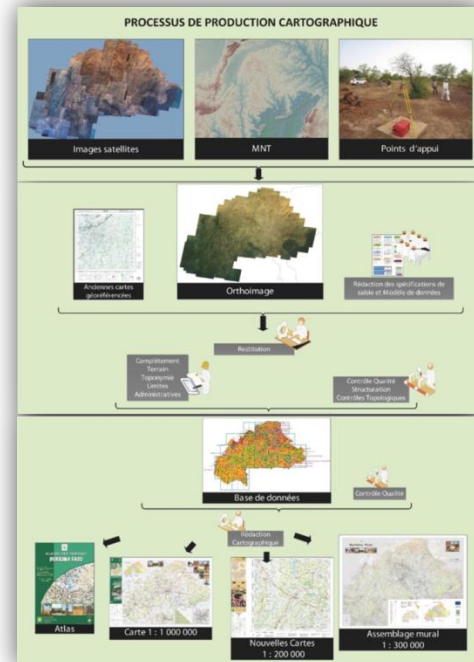 PROCESSUS DE PRODUCTION CARTOGRAPHIQUE
Images satellites
MNT
Points d'appui
Anciennes cartes
géoréférencées
Orthoimage
Rédaction des spécifications de
saisie et Modèle de données
Restitution
Complètement
Terrain
Toponymie
Limites
Administratives
Contrôle Qualité
Structuration
Contrôles Topologiques
Base de données
Contrôle Qualité
Rédaction
Cartographique
BURKINA FASO
Atlas
Carte 1 : 1 000 000
Nouvelles Cartes
1 : 200 000
Assemblage mural
1 : 300 000